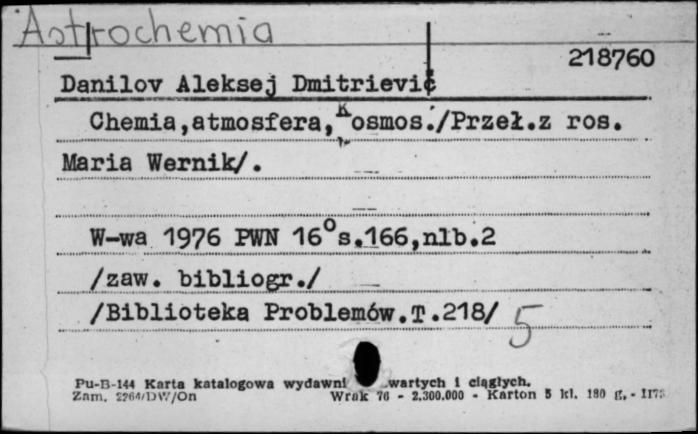 Astrochemia
218760
Danilov Aleksej Dmitrievič
Chemia,atmosfera,Kosmos./Przeł.z ros.
Maria Wernik/.
W-wa 1976 PWN 16°s.166,nlb.2
/zaw. bibliogr./
/Biblioteka Problemów.T.218/ 5
Pu-B-144 Karta katalogowa wydawni wartych i ciągłych.
Zam. 2264/DW/On Wrak 76 - 2.300.000 - Karton 5 kl. 180 g.